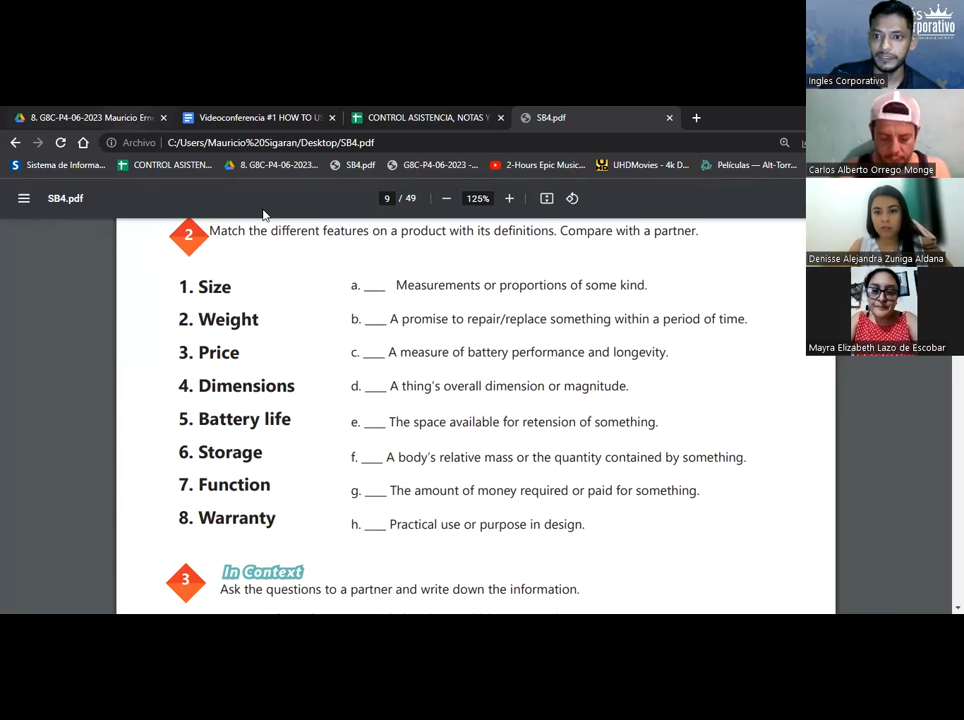 8. G8C-P4-06-2023 Mauricio Erne
Videoconferencia #1 HOW TO US
CONTROL ASISTENCIA, NOTAS Y
SB4.pdf
Archivo
C:/Users/Mauricio%20Sigaran/Desktop/SB4.pdf
Sistema de Informa...
CONTROL ASISTEN...
8. G8C-P4-06-2023...
SB4.pdf
G8C-P4-06-2023 -...
2-Hours Epic Music...
UHDMovies - 4k D...
Películas — Alt-Torr...
SB4.pdf
9 / 49
125%
2
Match the different features on a product with its definitions. Compare with a partner.
1. Size
a. ___ Measurements or proportions of some kind.
2. Weight
b. ___ A promise to repair/replace something within a period of time.
3. Price
c. ___ A measure of battery performance and longevity.
4. Dimensions
d. ___ A thing's overall dimension or magnitude.
5. Battery life
e. ___ The space available for retention of something.
6. Storage
f. ___ A body's relative mass or the quantity contained by something.
7. Function
g. ___ The amount of money required or paid for something.
8. Warranty
h. ___ Practical use or purpose in design.
3
In Context
Ask the questions to a partner and write down the information.
Ingles Corporativo
Carlos Alberto Orrego Monge
Denisse Alejandra Zuniga Aldana
Mayra Elizabeth Lazo de Escobar